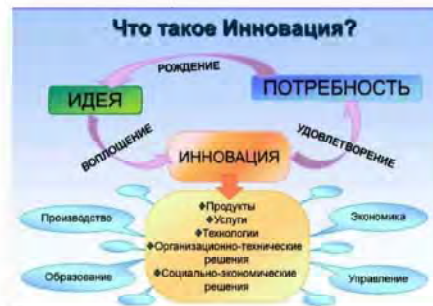 Что такое Инновация?
РОЖДЕНИЕ
ИДЕЯ
ПОТРЕБНОСТЬ
ВОПЛОЩЕНИЕ
УДОВЛЕТВОРЕНИЕ
ИННОВАЦИЯ
❖Продукты
❖Услуги
❖Технологии
❖Организационно-технические
решения
❖Социально-экономические
решения
Производство
Экономика
Образование
Управление